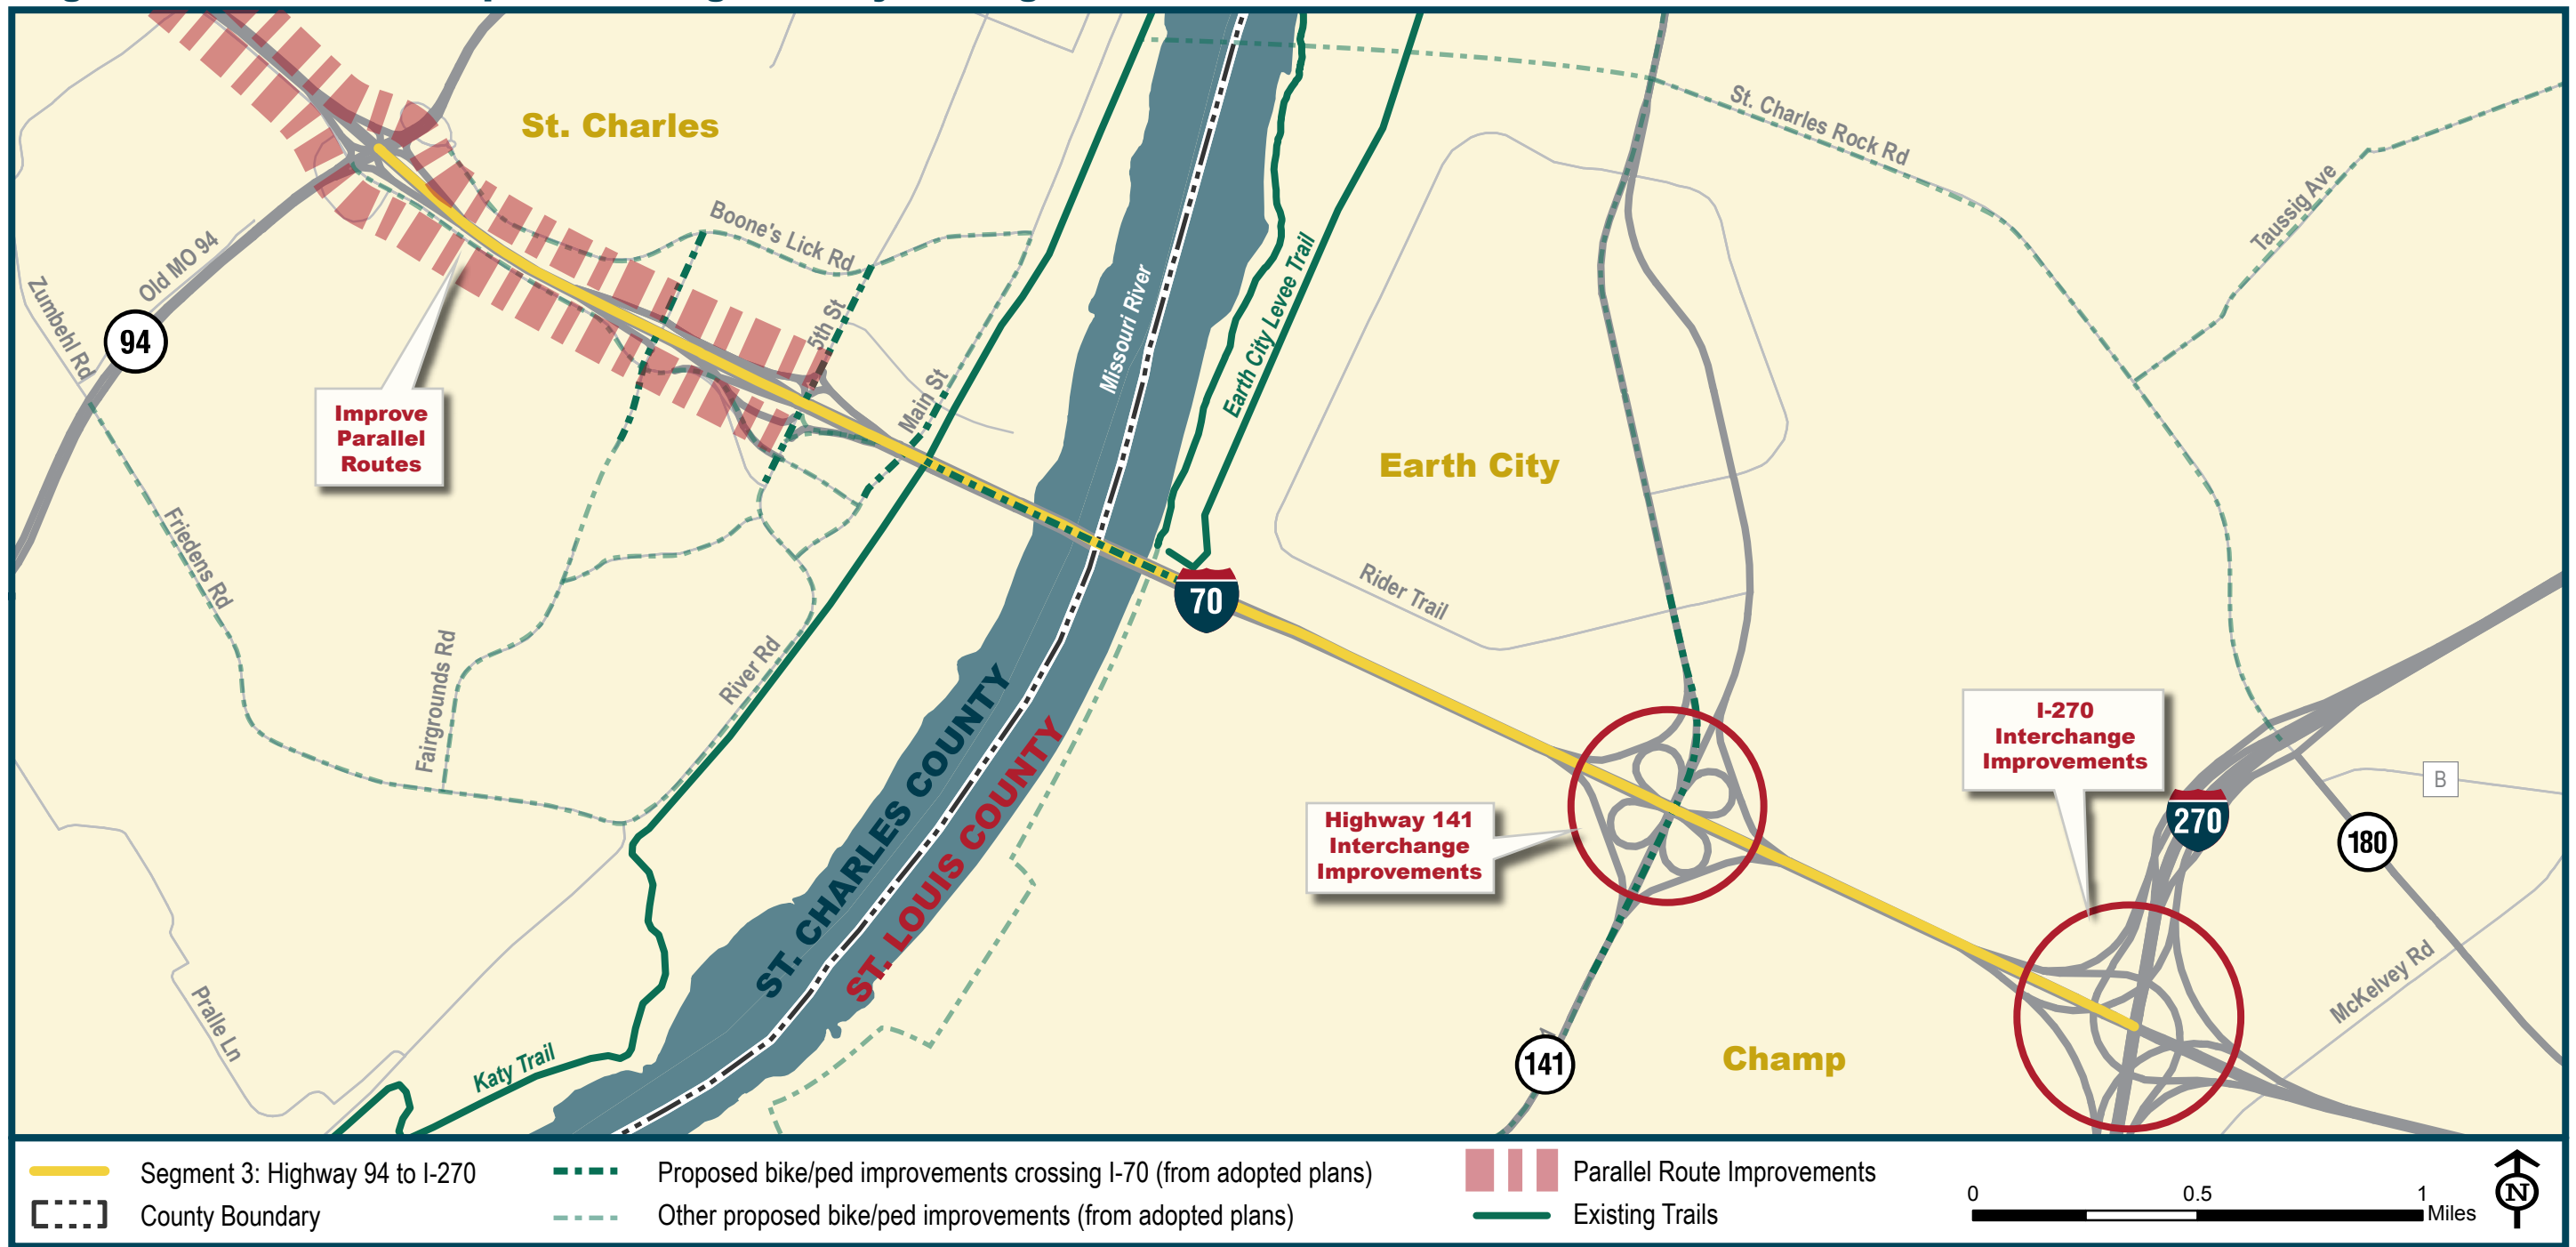 St. Charles
St. Charles Rock Rd
Taussig Ave
Boone's Lick Rd
Old MO 94
Zumbehl Rd
94
5th St
Main St
Missouri River
Earth City Levee Trail
Improve
Parallel
Routes
Earth City
Friedens Rd
Rider Trail
70
Fairgrounds Rd
River Rd
ST. CHARLES COUNTY
ST. LOUIS COUNTY
I-270
Interchange
Improvements
B
270
180
Highway 141
Interchange
Improvements
McKelvey Rd
Pralle Ln
Katy Trail
141
Champ
Segment 3: Highway 94 to I-270
County Boundary
Proposed bike/ped improvements crossing I-70 (from adopted plans)
Other proposed bike/ped improvements (from adopted plans)
Parallel Route Improvements
Existing Trails
0 0.5 1
Miles
N